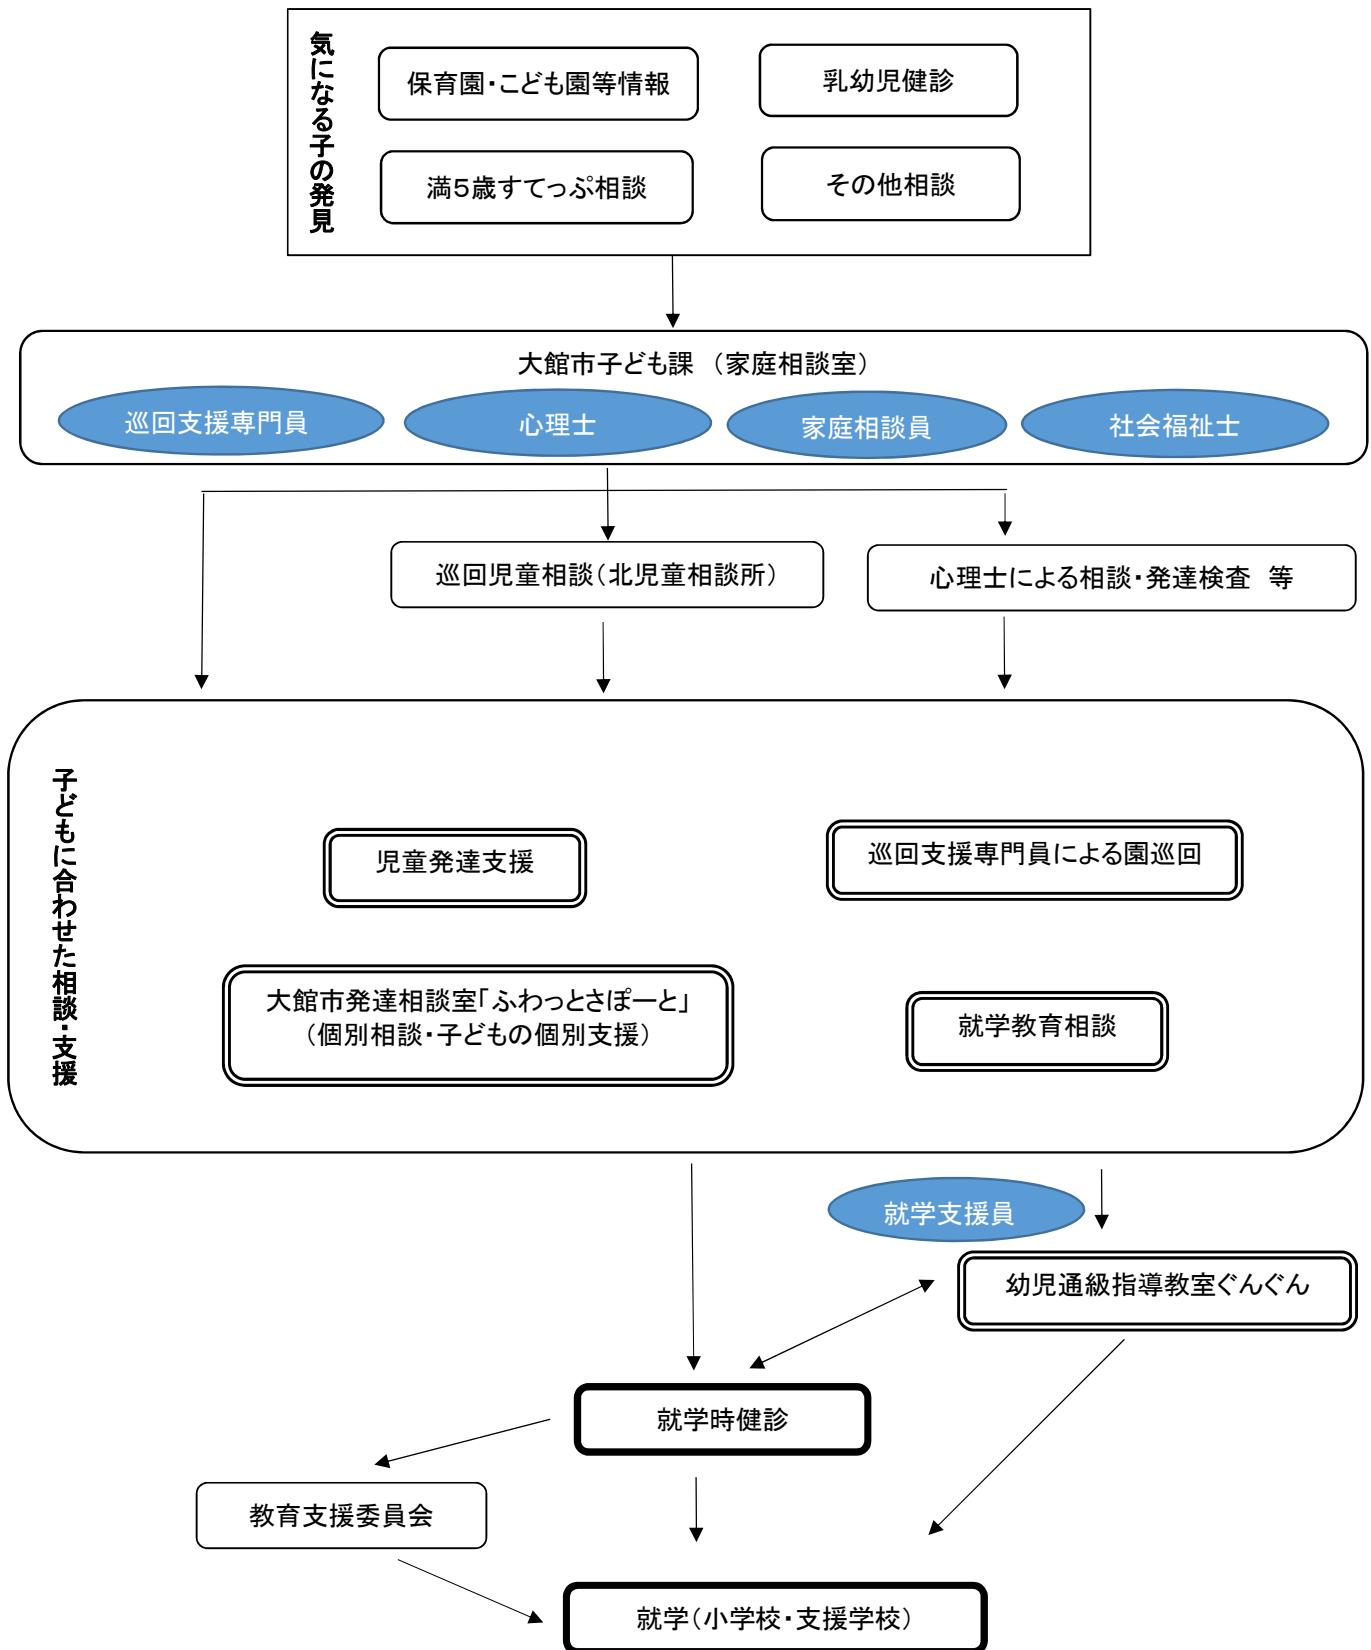 気になる子の発見
保育園・こども園等情報
乳幼児健診
満5歳すてっぷ相談
その他相談
大館市子ども課　（家庭相談室）
巡回支援専門員
心理士
家庭相談員
社会福祉士
巡回児童相談（北児童相談所）
心理士による相談・発達検査　等
子どもに合わせた相談・支援
児童発達支援
巡回支援専門員による園巡回
大館市発達相談室「ふわっとさぽーと」
（個別相談・子どもの個別支援）
就学教育相談
就学支援員
幼児通級指導教室ぐんぐん
就学時健診
教育支援委員会
就学（小学校・支援学校）